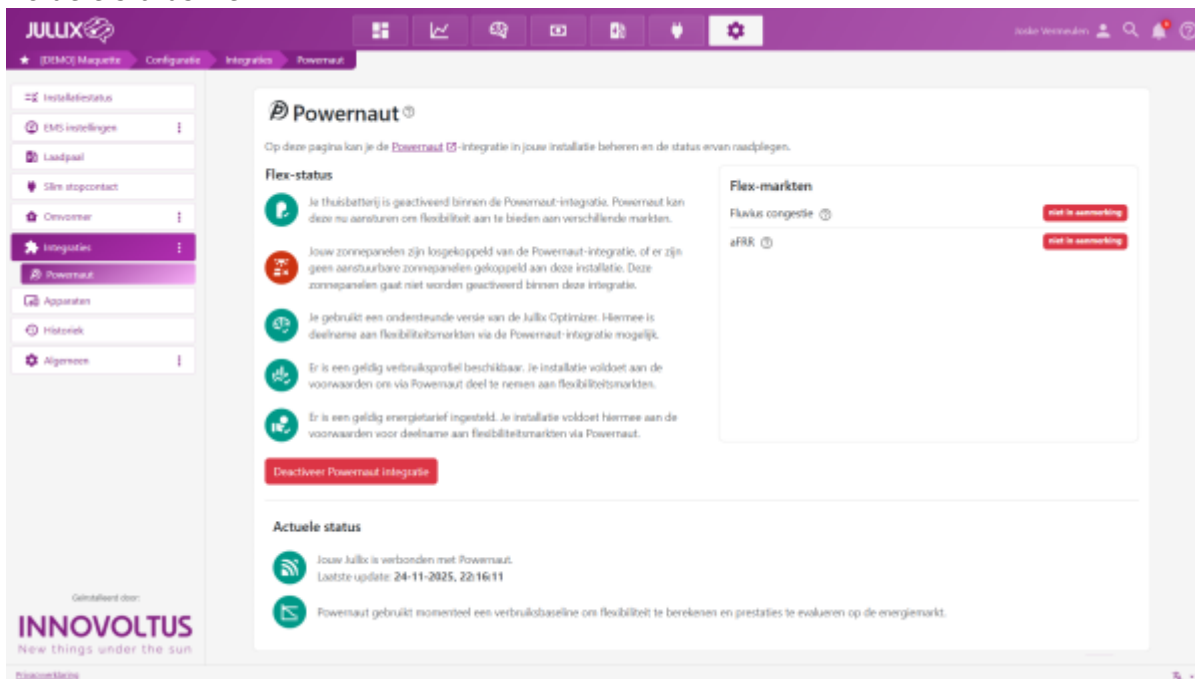 JULLIX
Joske Vermeulen
[DEMO] Maquette Configuratie Integraties Powernaut
Installatiestatus
EMS instellingen
Laadpaal
Slim stopcontact
Omvormer
Integraties
Powernaut
Apparaten
Historiek
Algemeen
Geïnstalleerd door:
INNOVOLTUS
New things under the sun
Privacyverklaring
Powernaut
Op deze pagina kan je de Powernaut -integratie in jouw installatie beheren en de status ervan raadplegen.
Flex-status
Je thuisbatterij is geactiveerd binnen de Powernaut-integratie. Powernaut kan
deze nu aansturen om flexibiliteit aan te bieden aan verschillende markten.
Jouw zonnepanelen zijn losgekoppeld van de Powernaut-integratie, of er zijn
geen aanstuurbare zonnepanelen gekoppeld aan deze installatie. Deze
zonnepanelen gaat niet worden geactiveerd binnen deze integratie.
Je gebruikt een ondersteunde versie van de Jullix Optimizer. Hiermee is
deelname aan flexibiliteitsmarkten via de Powernaut-integratie mogelijk.
Er is een geldig verbruiksprofiel beschikbaar. Je installatie voldoet aan de
voorwaarden om via Powernaut deel te nemen aan flexibiliteitsmarkten.
Er is een geldig energietarief ingesteld. Je installatie voldoet hiermee aan de
voorwaarden voor deelname aan flexibiliteitsmarkten via Powernaut.
Deactiveer Powernaut integratie
Flex-markten
Fluvius congestie niet in aanmerking
aFRR niet in aanmerking
Actuele status
Jouw Jullix is verbonden met Powernaut.
Laatste update: 24-11-2025, 22:16:11
Powernaut gebruikt momenteel een verbruiksbaseline om flexibiliteit te berekenen en prestaties te evalueren op de energiemarkt.